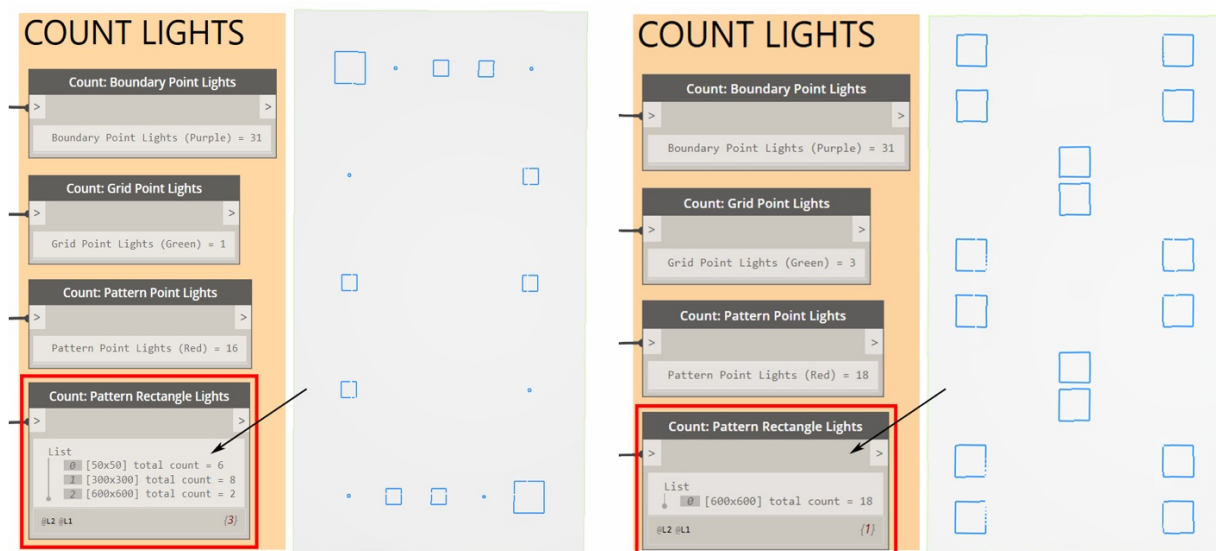 COUNT LIGHTS
Count: Boundary Point Lights
> >
Boundary Point Lights (Purple) = 31
Count: Grid Point Lights
> >
Grid Point Lights (Green) = 1
Count: Pattern Point Lights
> >
Pattern Point Lights (Red) = 16
Count: Pattern Rectangle Lights
> >
List
0 [50x50] total count = 6
1 [300x300] total count = 8
2 [600x600] total count = 2
@L2 @L1 {3}
COUNT LIGHTS
Count: Boundary Point Lights
> >
Boundary Point Lights (Purple) = 31
Count: Grid Point Lights
> >
Grid Point Lights (Green) = 3
Count: Pattern Point Lights
> >
Pattern Point Lights (Red) = 18
Count: Pattern Rectangle Lights
> >
List
0 [600x600] total count = 18
@L2 @L1 {1}